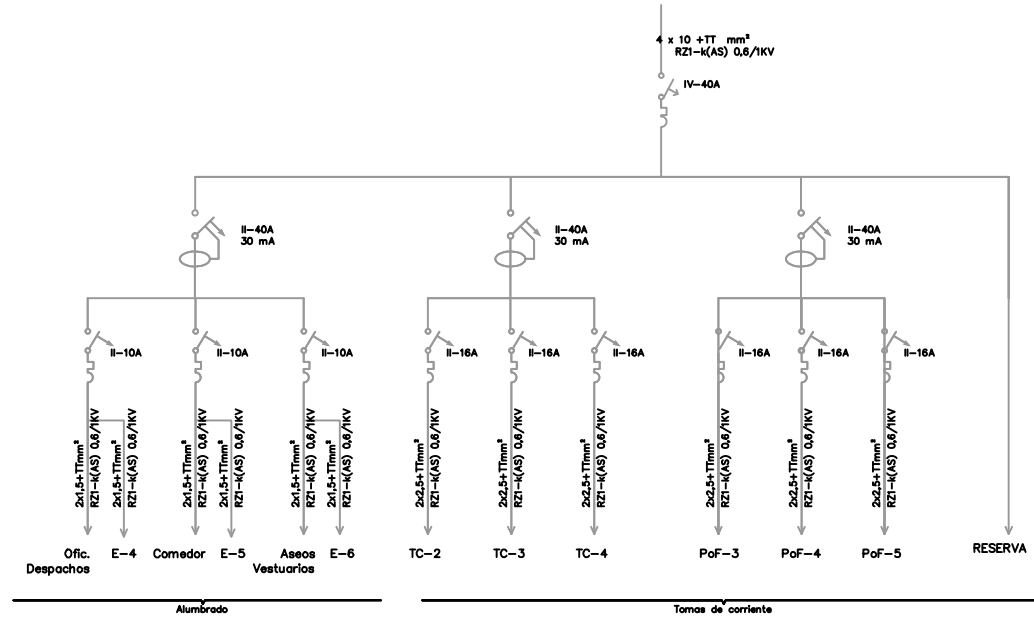 4 x 10 +TT mm²
RZ1-k(AS) 0,6/1KV
IV-40A
II-40A
30 mA
II-40A
30 mA
II-40A
30 mA
II-10A
II-10A
II-10A
II-16A
II-16A
II-16A
II-16A
II-16A
II-16A
2x1,5+TTmm²
RZ1-k(AS) 0,6/1KV
2x1,5+TTmm²
RZ1-k(AS) 0,6/1KV
2x1,5+TTmm²
RZ1-k(AS) 0,6/1KV
2x1,5+TTmm²
RZ1-k(AS) 0,6/1KV
2x1,5+TTmm²
RZ1-k(AS) 0,6/1KV
2x1,5+TTmm²
RZ1-k(AS) 0,6/1KV
2x2,5+TTmm²
RZ1-k(AS) 0,6/1KV
2x2,5+TTmm²
RZ1-k(AS) 0,6/1KV
2x2,5+TTmm²
RZ1-k(AS) 0,6/1KV
2x2,5+TTmm²
RZ1-k(AS) 0,6/1KV
2x2,5+TTmm²
RZ1-k(AS) 0,6/1KV
2x2,5+TTmm²
RZ1-k(AS) 0,6/1KV
Ofic.
Despachos
E-4
Comedor
E-5
Aseos
Vestuarios
E-6
TC-2
TC-3
TC-4
PoF-3
PoF-4
PoF-5
RESERVA
Alumbrado
Tomas de corriente